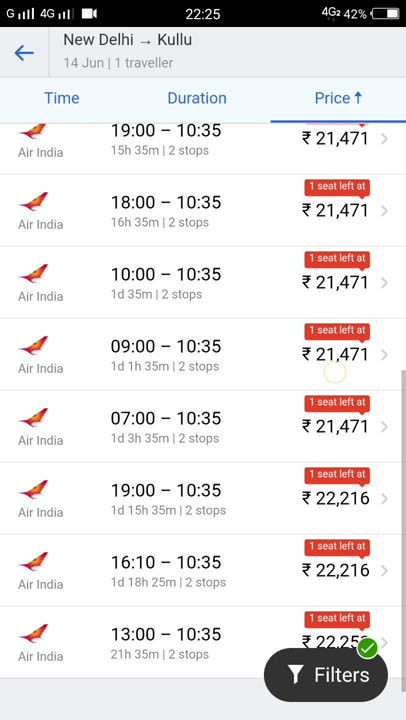 G 4G 22:25 4G2 42%
New Delhi → Kullu
14 Jun | 1 traveller
Time Duration Price ↑
19:00 – 10:35 ₹ 21,471
Air India 15h 35m | 2 stops
1 seat left at
18:00 – 10:35 ₹ 21,471
Air India 16h 35m | 2 stops
1 seat left at
10:00 – 10:35 ₹ 21,471
Air India 1d 35m | 2 stops
1 seat left at
09:00 – 10:35 ₹ 21,471
Air India 1d 1h 35m | 2 stops
1 seat left at
07:00 – 10:35 ₹ 21,471
Air India 1d 3h 35m | 2 stops
1 seat left at
19:00 – 10:35 ₹ 22,216
Air India 1d 15h 35m | 2 stops
1 seat left at
16:10 – 10:35 ₹ 22,216
Air India 1d 18h 25m | 2 stops
1 seat left at
13:00 – 10:35
Air India 21h 35m | 2 stops
Filters